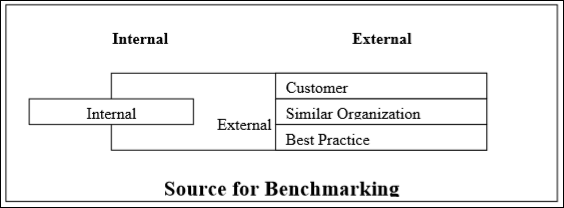 Internal External
Customer
Internal Similar Organization
External
Best Practice
Source for Benchmarking